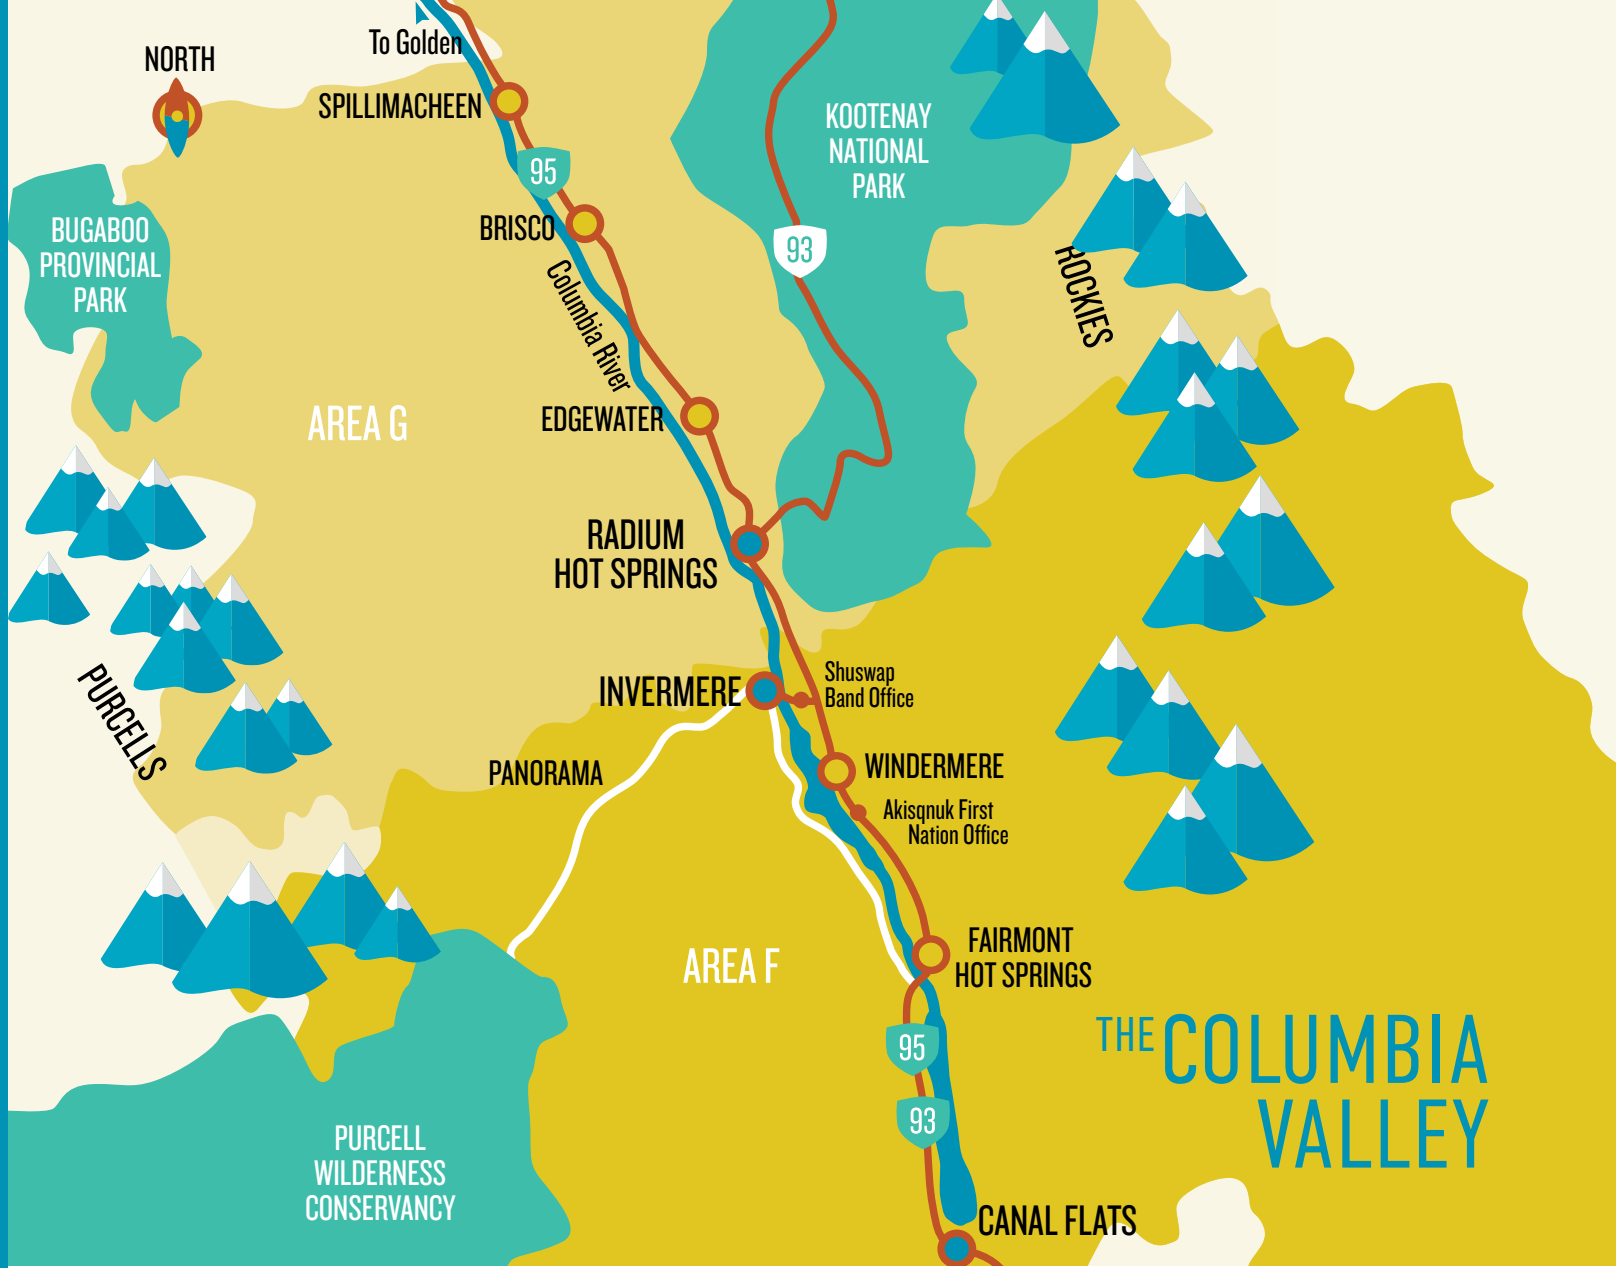 To Golden
NORTH
SPILLIMACHEEN
KOOTENAY
NATIONAL
PARK
95
BUGABOO
PROVINCIAL
PARK
BRISCO
93
ROCKIES
Columbia River
EDGEWATER
AREA G
RADIUM
HOT SPRINGS
PURCELLS
INVERMERE
Shuswap
Band Office
PANORAMA
WINDERMERE
Akisqnuk First
Nation Office
AREA F
FAIRMONT
HOT SPRINGS
95
THE COLUMBIA
VALLEY
93
PURCELL
WILDERNESS
CONSERVANCY
CANAL FLATS